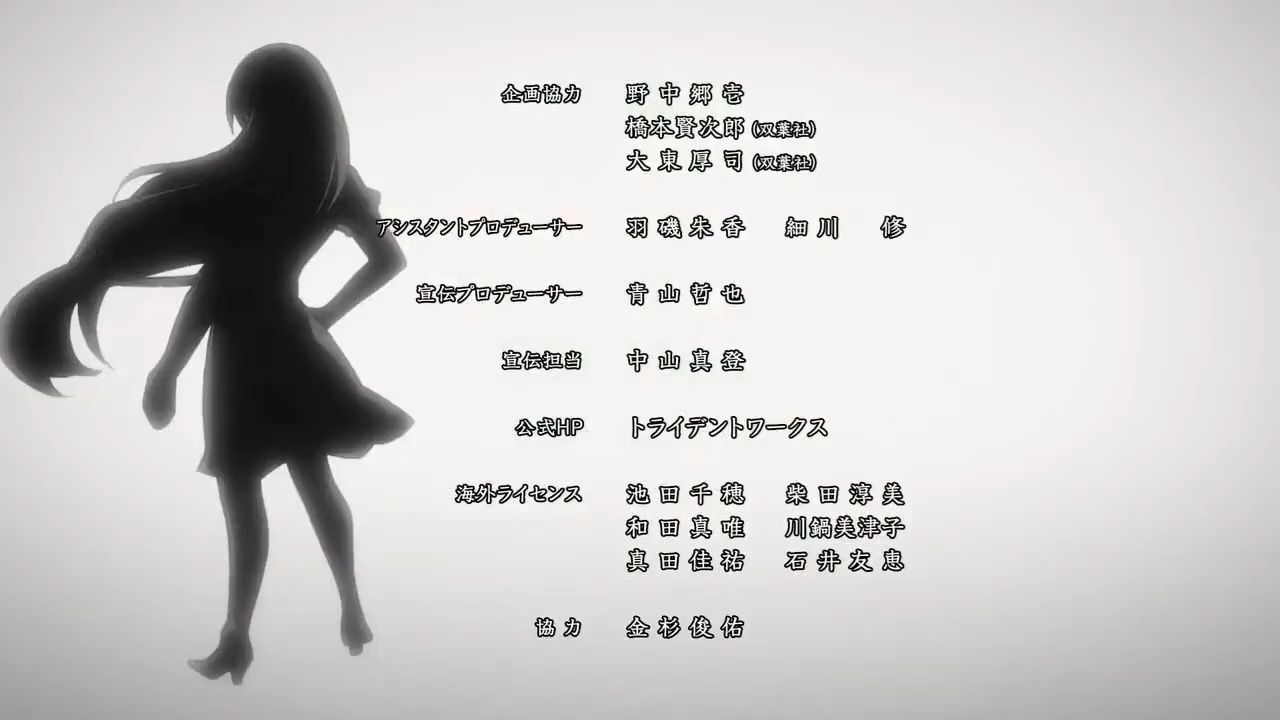 企画協力 野中郷壱
橋本賢次郎 (双葉社)
大東厚司 (双葉社)
アシスタントプロデューサー 羽磯朱香 細川 修
宣伝プロデューサー 青山哲也
宣伝担当 中山真登
公式HP トライデントワークス
海外ライセンス 池田千穂 柴田淳美
和田真唯 川鍋美津子
真田佳祐 石井友恵
協力 金杉俊佑